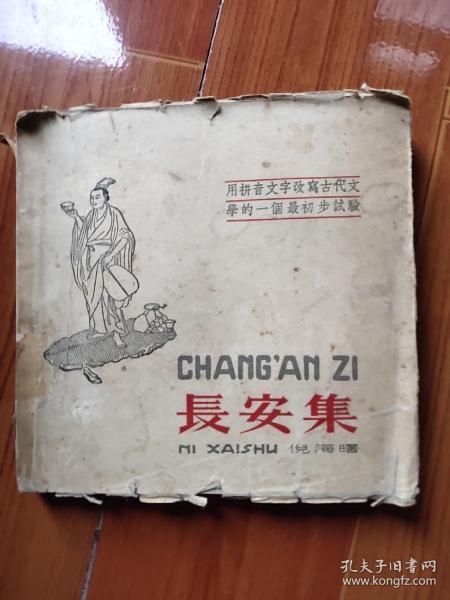 用拼音文字改寫古代文
學的一個最初步試驗
CHANG'AN ZI
長安集
NI XAISHU 倪海曙
孔夫子旧书网
www.kongfz.com